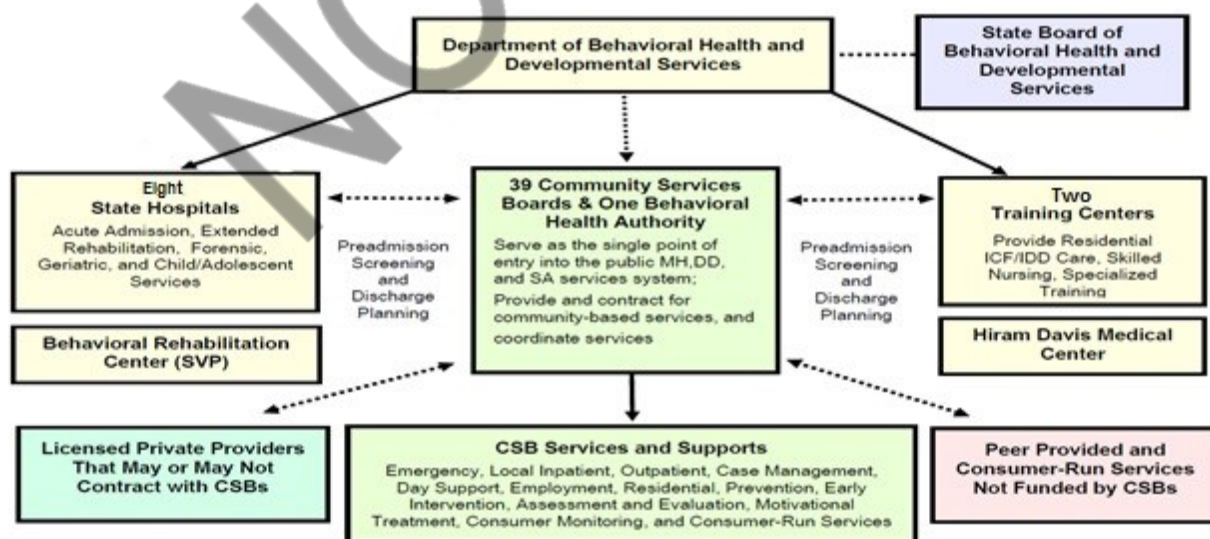 Department of Behavioral Health and
Developmental Services
State Board of
Behavioral Health and
Developmental
Services
Eight
State Hospitals
Acute Admission, Extended
Rehabilitation, Forensic,
Geriatric, and Child/Adolescent
Services
Behavioral Rehabilitation
Center (SVP)
Preadmission
Screening
and
Discharge
Planning
39 Community Services
Boards & One Behavioral
Health Authority
Serve as the single point of
entry into the public MH,DD,
and SA services system;
Provide and contract for
community-based services, and
coordinate services
Preadmission
Screening
and
Discharge
Planning
Two
Training Centers
Provide Residential
ICF/IDD Care, Skilled
Nursing, Specialized
Training
Hiram Davis Medical
Center
Licensed Private Providers
That May or May Not
Contract with CSBs
CSB Services and Supports
Emergency, Local Inpatient, Outpatient, Case Management,
Day Support, Employment, Residential, Prevention, Early
Intervention, Assessment and Evaluation, Motivational
Treatment, Consumer Monitoring, and Consumer-Run Services
Peer Provided and
Consumer-Run Services
Not Funded by CSBs